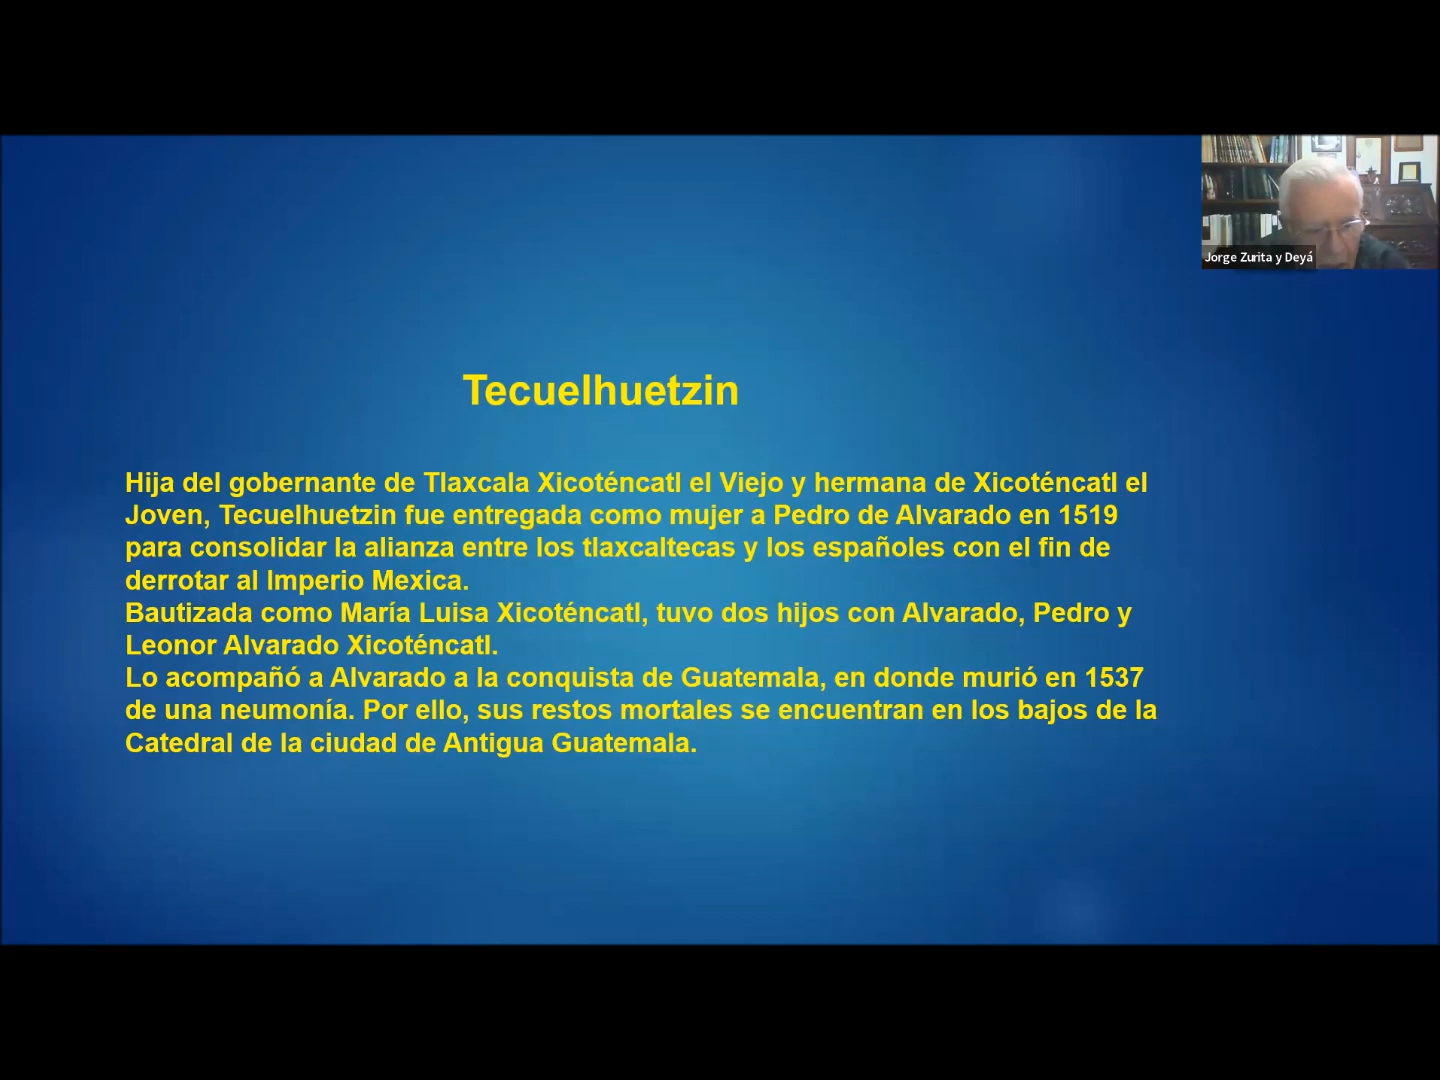 Jorge Zurita y Deyá
Tecuelhuetzin
Hija del gobernante de Tlaxcala Xicoténcatl el Viejo y hermana de Xicoténcatl el
Joven, Tecuelhuetzin fue entregada como mujer a Pedro de Alvarado en 1519
para consolidar la alianza entre los tlaxcaltecas y los españoles con el fin de
derrotar al Imperio Mexica.
Bautizada como María Luisa Xicoténcatl, tuvo dos hijos con Alvarado, Pedro y
Leonor Alvarado Xicoténcatl.
Lo acompañó a Alvarado a la conquista de Guatemala, en donde murió en 1537
de una neumonía. Por ello, sus restos mortales se encuentran en los bajos de la
Catedral de la ciudad de Antigua Guatemala.